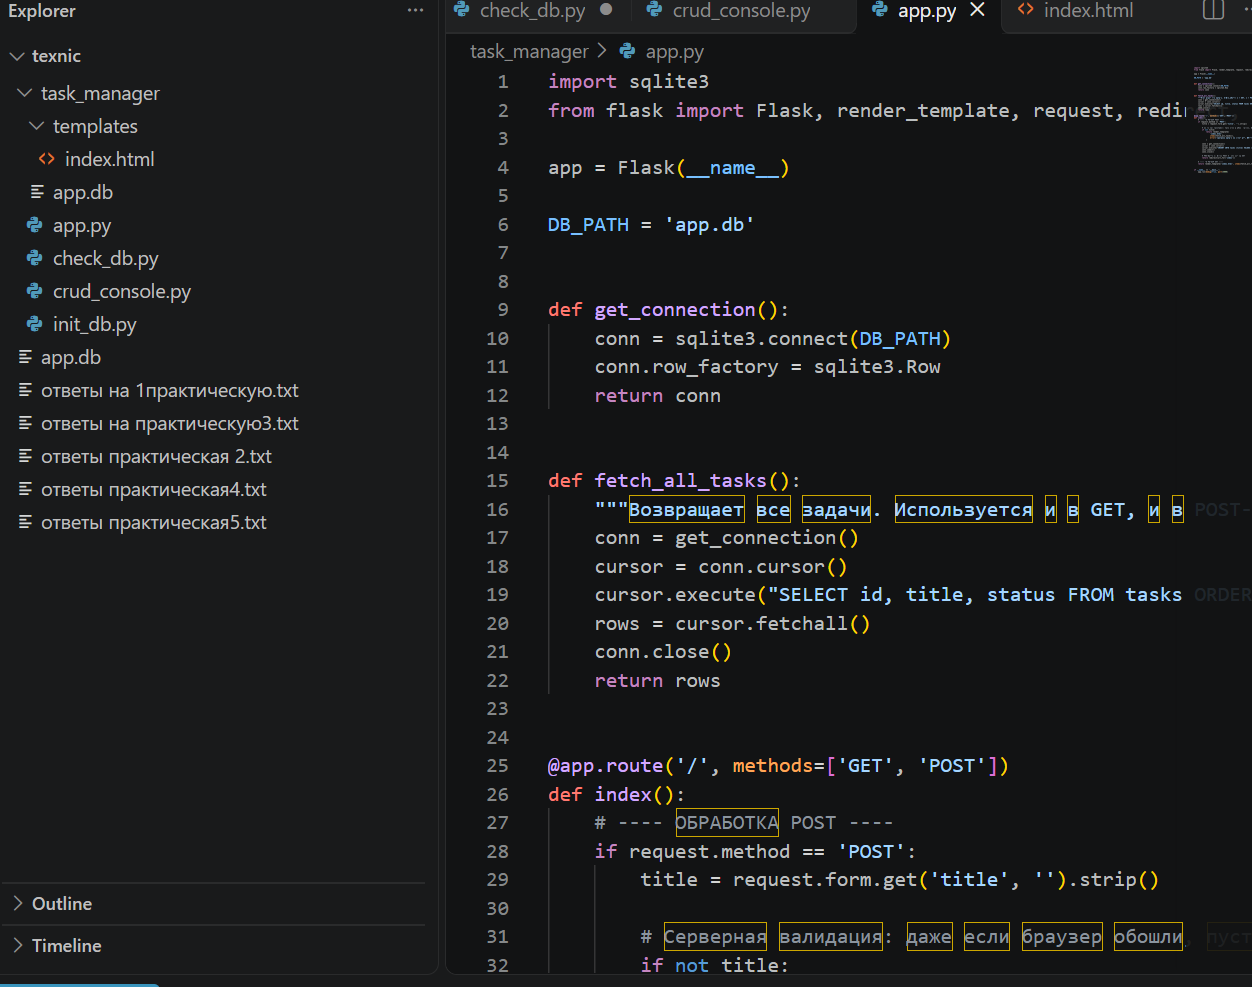 Explorer
texnic
task_manager
templates
index.html
app.db
app.py
check_db.py
crud_console.py
init_db.py
app.db
ответы на 1практическую.txt
ответы на практическую3.txt
ответы практическая 2.txt
ответы практическая4.txt
ответы практическая5.txt
Outline
Timeline
check_db.py
crud_console.py
app.py
index.html
task_manager > app.py
1 import sqlite3
2 from flask import Flask, render_template, request, redir
3
4 app = Flask(__name__)
5
6 DB_PATH = 'app.db'
7
8
9 def get_connection():
10 conn = sqlite3.connect(DB_PATH)
11 conn.row_factory = sqlite3.Row
12 return conn
13
14
15 def fetch_all_tasks():
16 """Возвращает все задачи. Используется и в GET, и в POST-
17 conn = get_connection()
18 cursor = conn.cursor()
19 cursor.execute("SELECT id, title, status FROM tasks ORDER
20 rows = cursor.fetchall()
21 conn.close()
22 return rows
23
24
25 @app.route('/', methods=['GET', 'POST'])
26 def index():
27 # ---- ОБРАБОТКА POST ----
28 if request.method == 'POST':
29 title = request.form.get('title', '').strip()
30
31 # Серверная валидация: даже если браузер обошли, пуст
32 if not title: